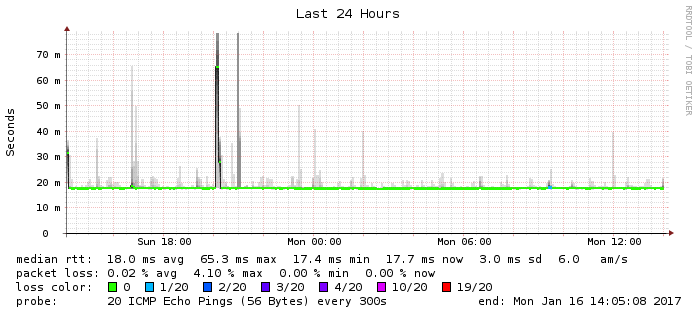 Last 24 Hours
RRDTOOL / TOBI OETIKER
Seconds
70 m
60 m
50 m
40 m
30 m
20 m
10 m
0
Sun 18:00 Mon 00:00 Mon 06:00 Mon 12:00
median rtt: 18.0 ms avg 65.3 ms max 17.4 ms min 17.7 ms now 3.0 ms sd 6.0 am/s
packet loss: 0.02 % avg 4.10 % max 0.00 % min 0.00 % now
loss color: 0 1/20 2/20 3/20 4/20 10/20 19/20
probe: 20 ICMP Echo Pings (56 Bytes) every 300s end: Mon Jan 16 14:05:08 2017